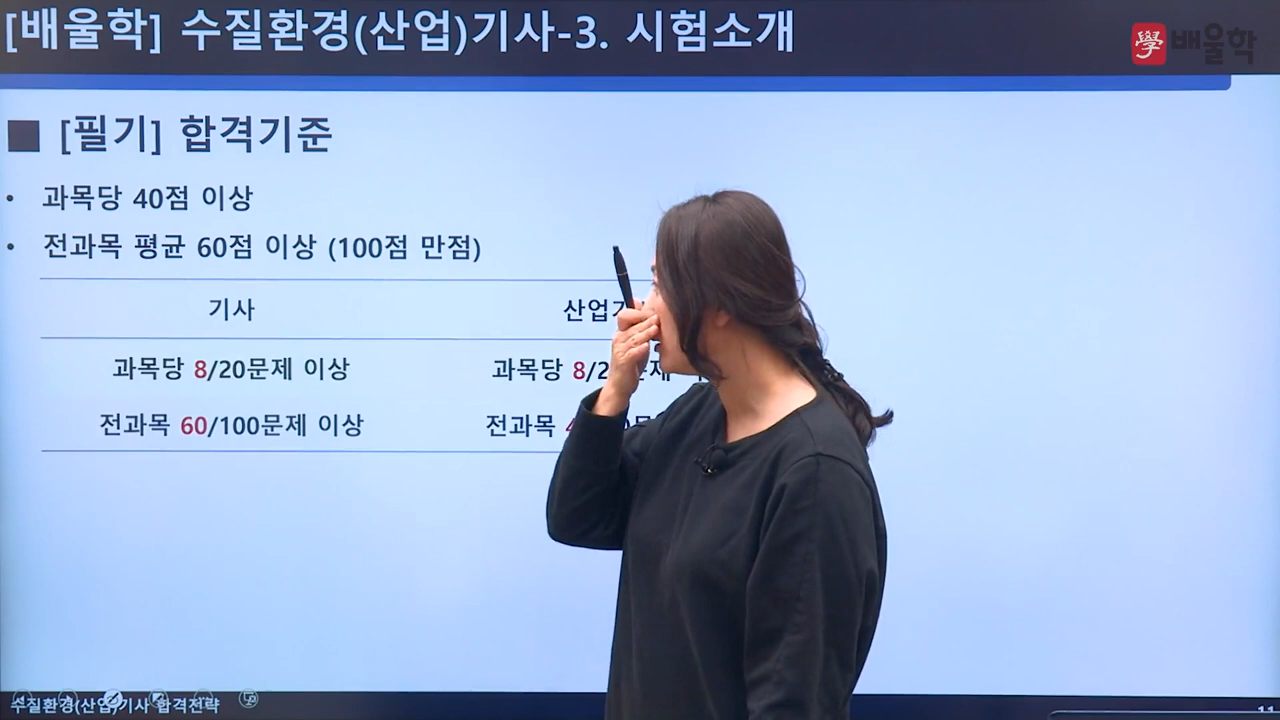 [배울학] 수질환경(산업)기사-3. 시험소개
學 배울학
■ [필기] 합격기준
• 과목당 40점 이상
• 전과목 평균 60점 이상 (100점 만점)
기사
과목당 8/20문제 이상
과목당 8/2
전과목 60/100문제 이상
전과목
수질환경(산업)기사 합격전략
11